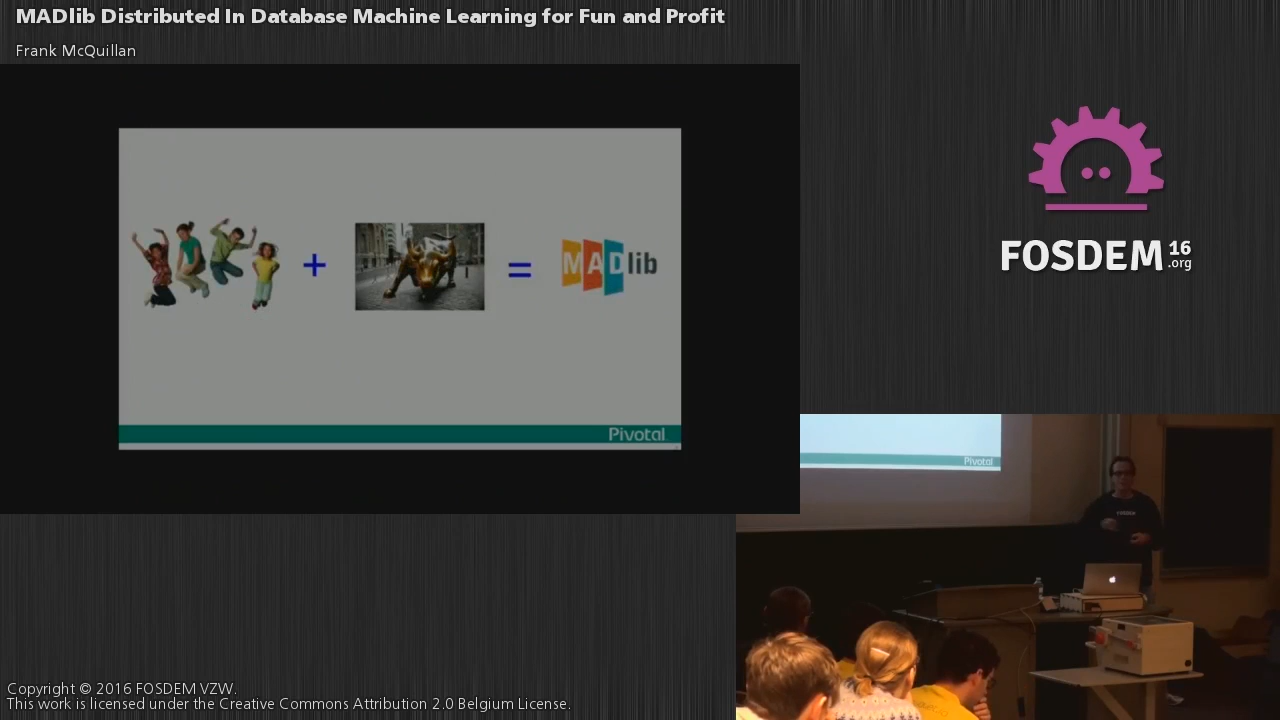 MADlib Distributed In Database Machine Learning for Fun and Profit
Frank McQuillan
+
=
MADlib
Pivotal
FOSDEM 16
.org
Pivotal
Copyright © 2016 FOSDEM VZW.
This work is licensed under the Creative Commons Attribution 2.0 Belgium License.